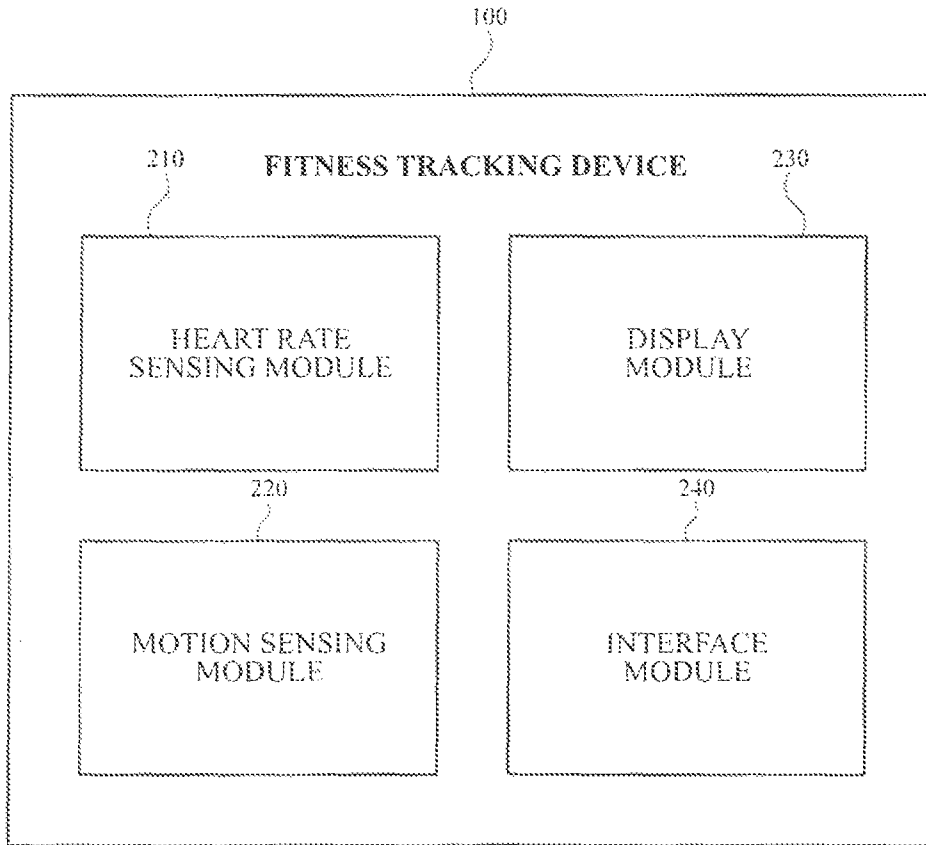 100
210
FITNESS TRACKING DEVICE
230
HEART RATE
SENSING MODULE
DISPLAY
MODULE
220
240
MOTION SENSING
MODULE
INTERFACE
MODULE